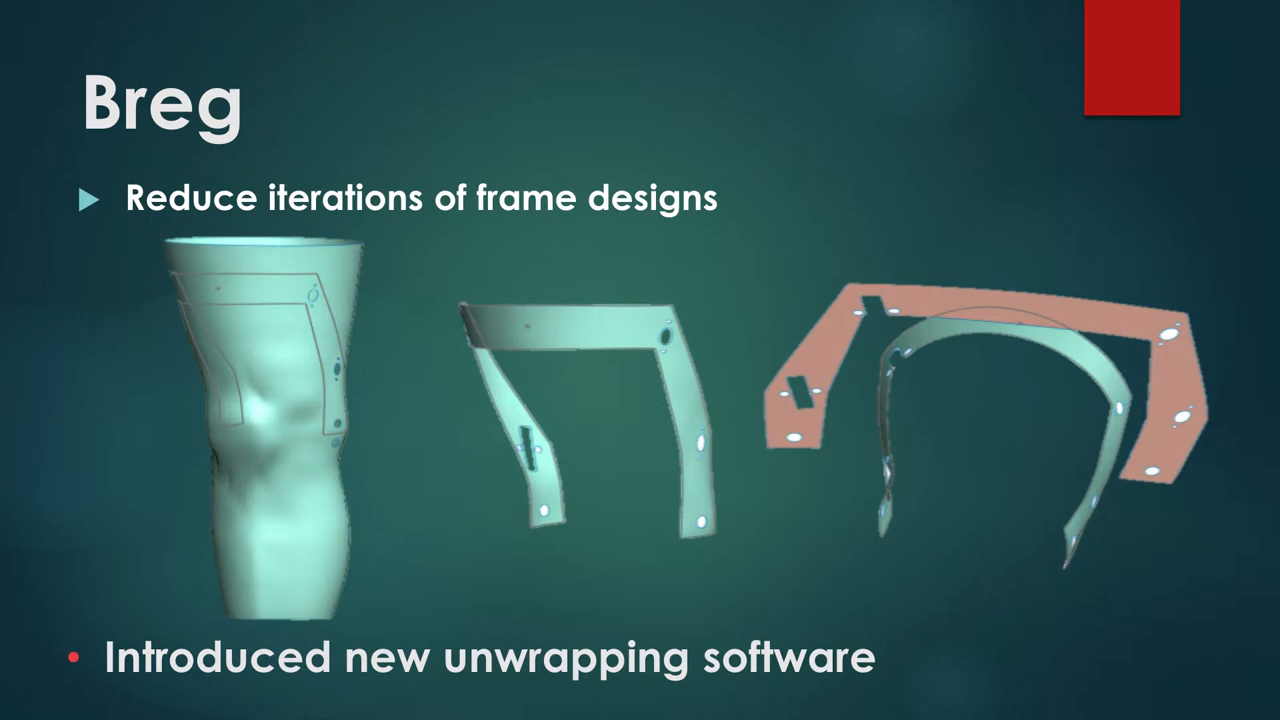 Breg
Reduce iterations of frame designs
Introduced new unwrapping software